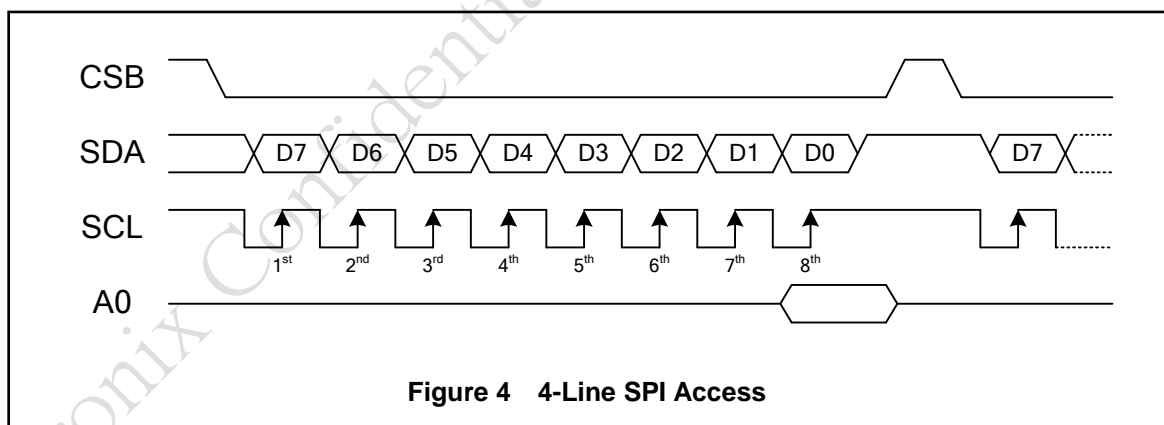 CSB
SDA D7 D6 D5 D4 D3 D2 D1 D0 D7
SCL
1st 2nd 3rd 4th 5th 6th 7th 8th
A0
Figure 4 4-Line SPI Access